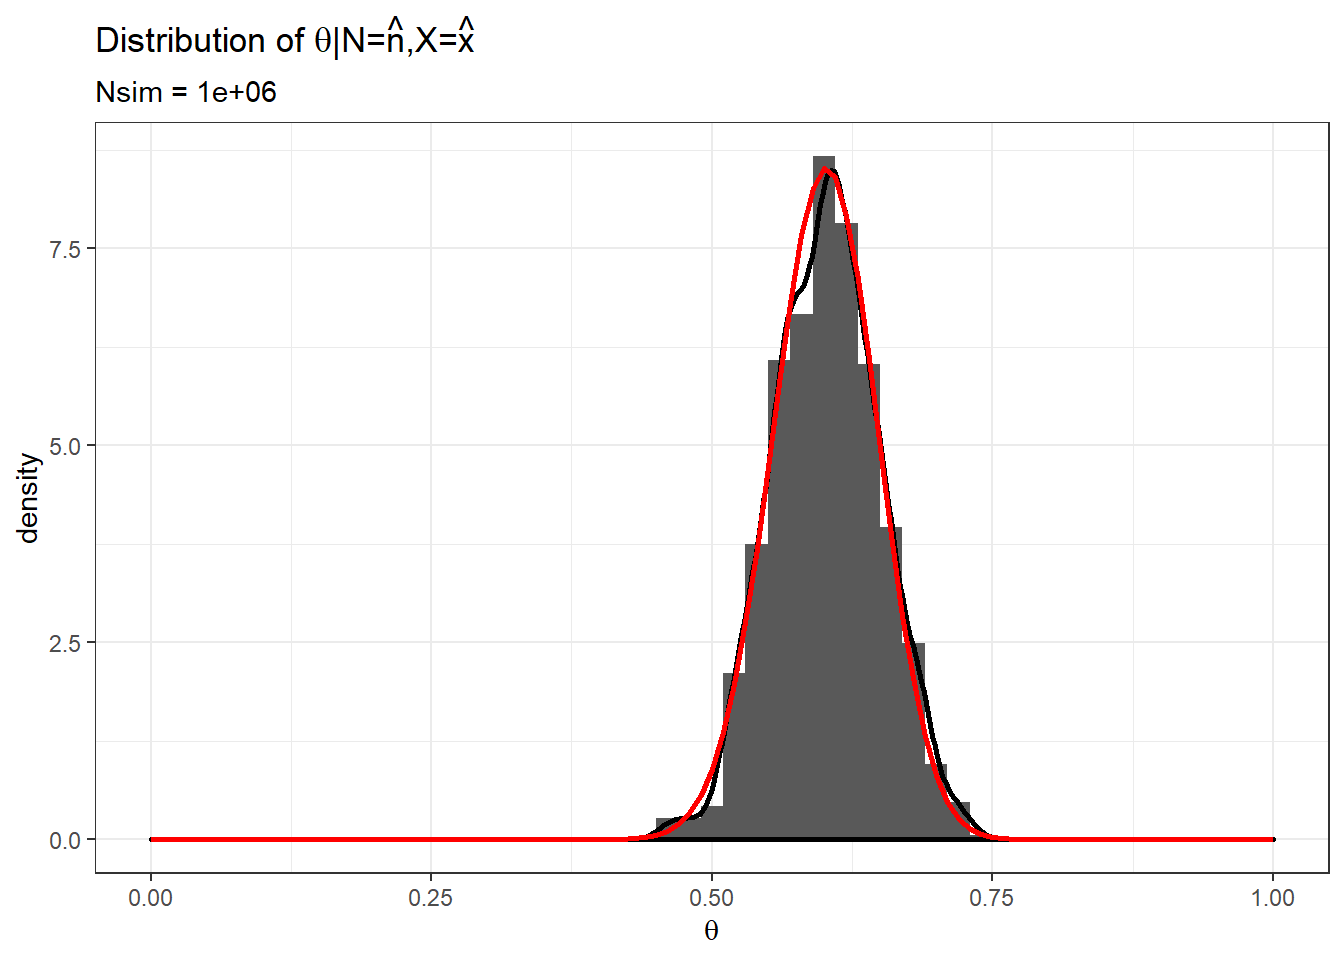 Distribution of θ|N=n̂,X=x̂
Nsim = 1e+06
density
7.5
5.0
2.5
0.0
0.00 0.25 0.50 0.75 1.00
θ